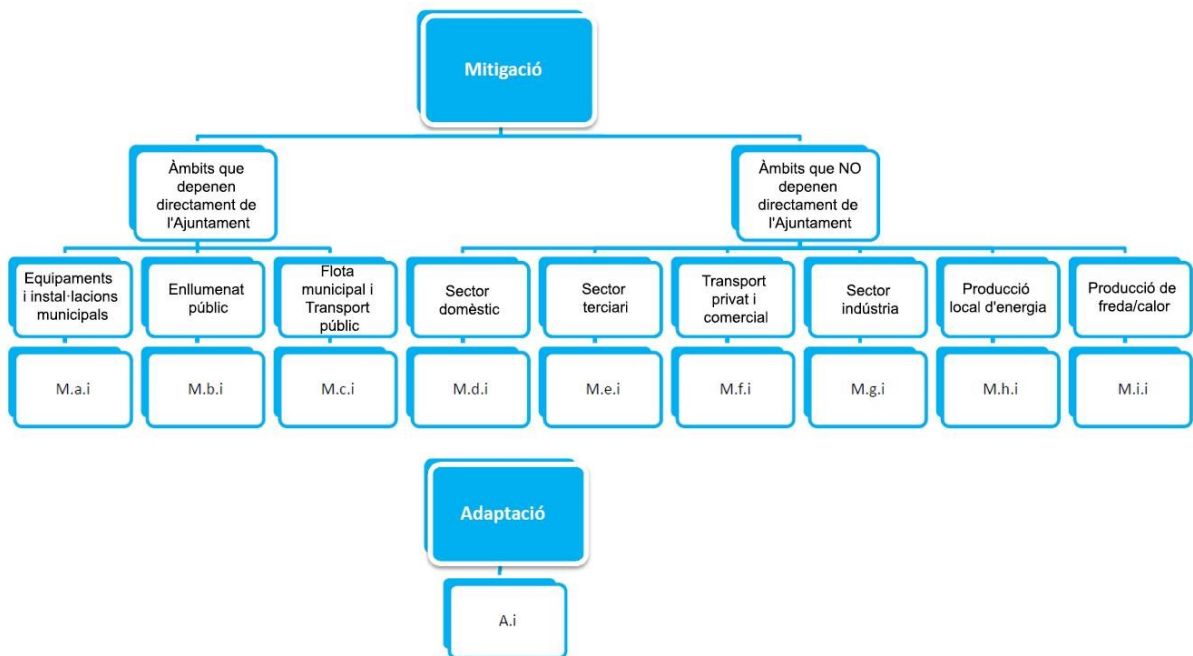 Mitigació
Àmbits que
depenen
directament de
l'Ajuntament
Àmbits que NO
depenen
directament de
l'Ajuntament
Equipaments
i instal·lacions
municipals
Enllumenat
públic
Flota
municipal i
Transport
públic
Sector
domèstic
Sector
terciari
Transport
privat i
comercial
Sector
indústria
Producció
local d'energia
Producció de
freda/calor
M.a.i
M.b.i
M.c.i
M.d.i
M.e.i
M.f.i
M.g.i
M.h.i
M.i.i
Adaptació
A.i